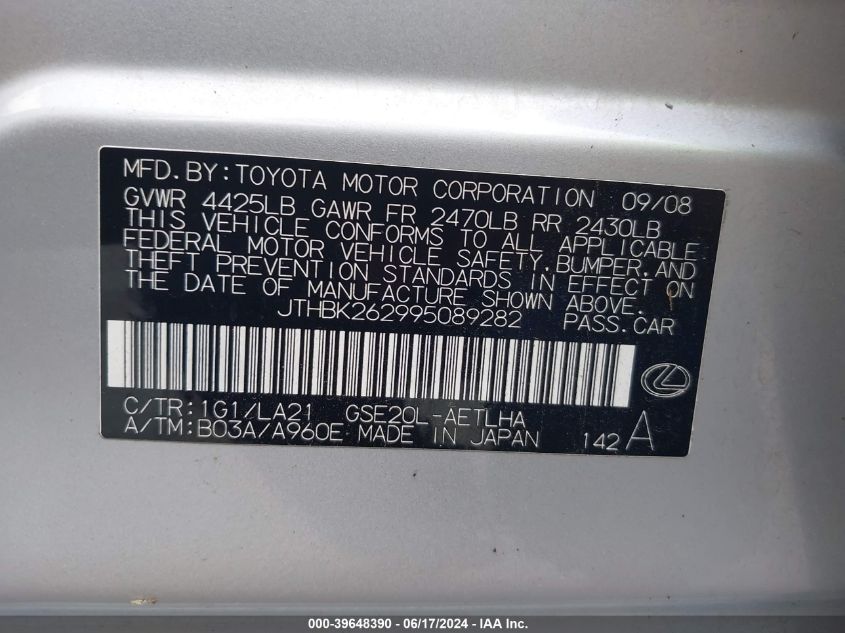 MFD.BY:TOYOTA MOTOR CORPORATION 09/08
GVWR 4425LB GAWR FR 2470LB RR 2430LB
THIS VEHICLE CONFORMS TO ALL APPLICABLE
FEDERAL MOTOR VEHICLE SAFETY,BUMPER,AND
THEFT PREVENTION STANDARDS IN EFFECT ON
THE DATE OF MANUFACTURE SHOWN ABOVE.
JTHBK262995089282 PASS.CAR
C/TR:1G1/LA21 GSE20L-AETLHA
A/TM:B03A/A960E MADE IN JAPAN 142 A
000-39648390 - 06/17/2024 - IAA Inc.